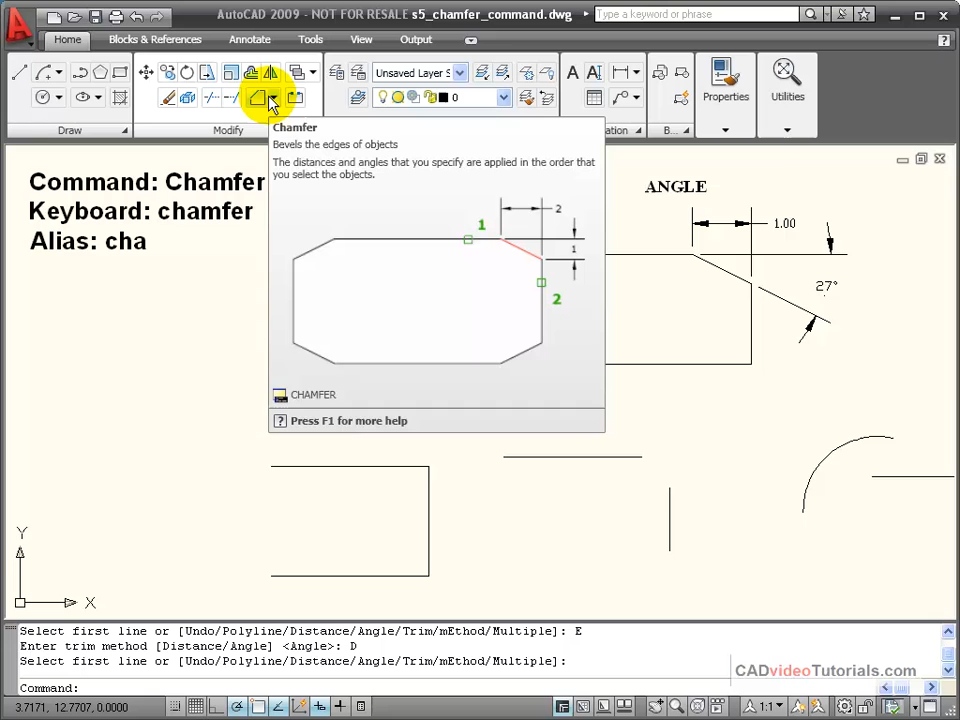 AutoCAD 2009 - NOT FOR RESALE s5_chamfer_command.dwg
Type a keyword or phrase
Home Blocks & References Annotate Tools Insert View Output
Unsaved Layer S
0
Properties
Utilities
Draw Modify ation B...
Chamfer
Bevels the edges of objects
The distances and angles that you specify are applied in the order that
you select the objects.
2
1
1
2
CHAMFER
Press F1 for more help
Command: Chamfer
Keyboard: chamfer
Alias: cha
ANGLE
1.00
27°
Y
X
Select first line or [Undo/Polyline/Distance/Angle/Trim/mEthod/Multiple]: E
Enter trim method [Distance/Angle] <Angle>: D
Select first line or [Undo/Polyline/Distance/Angle/Trim/mEthod/Multiple]:
Command:
CADvideoTutorials.com
3.7171, 12.7707, 0.0000
1:1